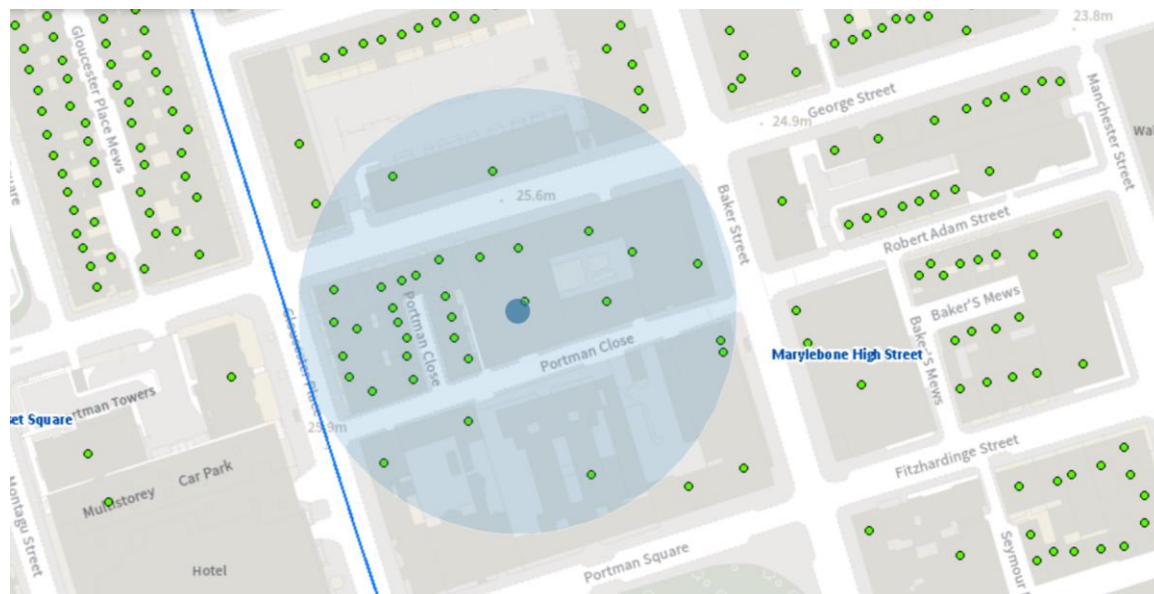 23.8m
Gloucester Place Mews
George Street
24.9m
Manchester Street
25.6m
Baker Street
Robert Adam Street
Portman Close
Baker'S Mews
Gloucester Place
Portman Close
Marylebone High Street
Baker'S Mews
set Square
rtman Towers
25.9m
Fitzhardinge Street
Car Park
Multistorey
Montagu Street
Hotel
Portman Square
Seymour